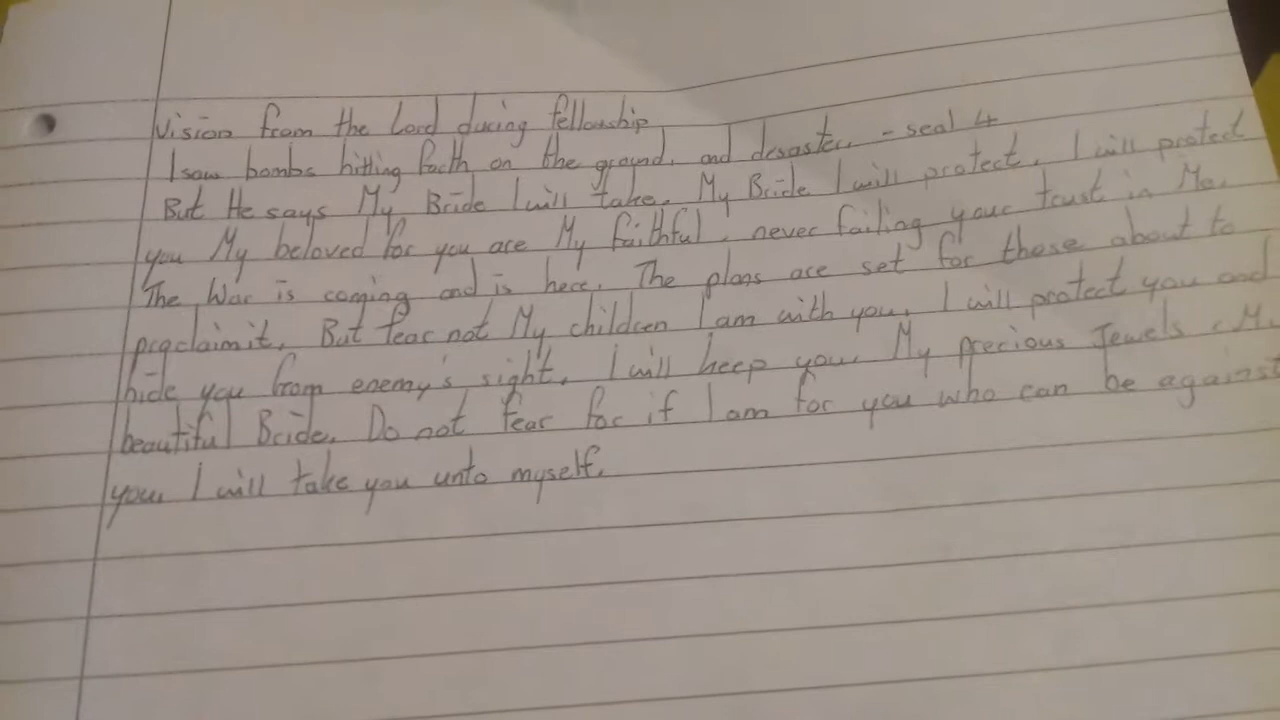 Vision from the Lord during fellowship
I saw bombs hitting Earth on the ground, and desaster. - seal 4
But He says My Bride I will take. My Bride I will protect. I will protect
you My beloved for you are My faithful, never failing your trust in Me.
The War is coming and is here. The plans are set for those about to
proclaim it. But fear not My children I am with you. I will protect you and
hide you from enemy's sight. I will keep you. My precious Jewels. My
beautiful Bride. Do not fear for if I am for you who can be against
you. I will take you unto myself.